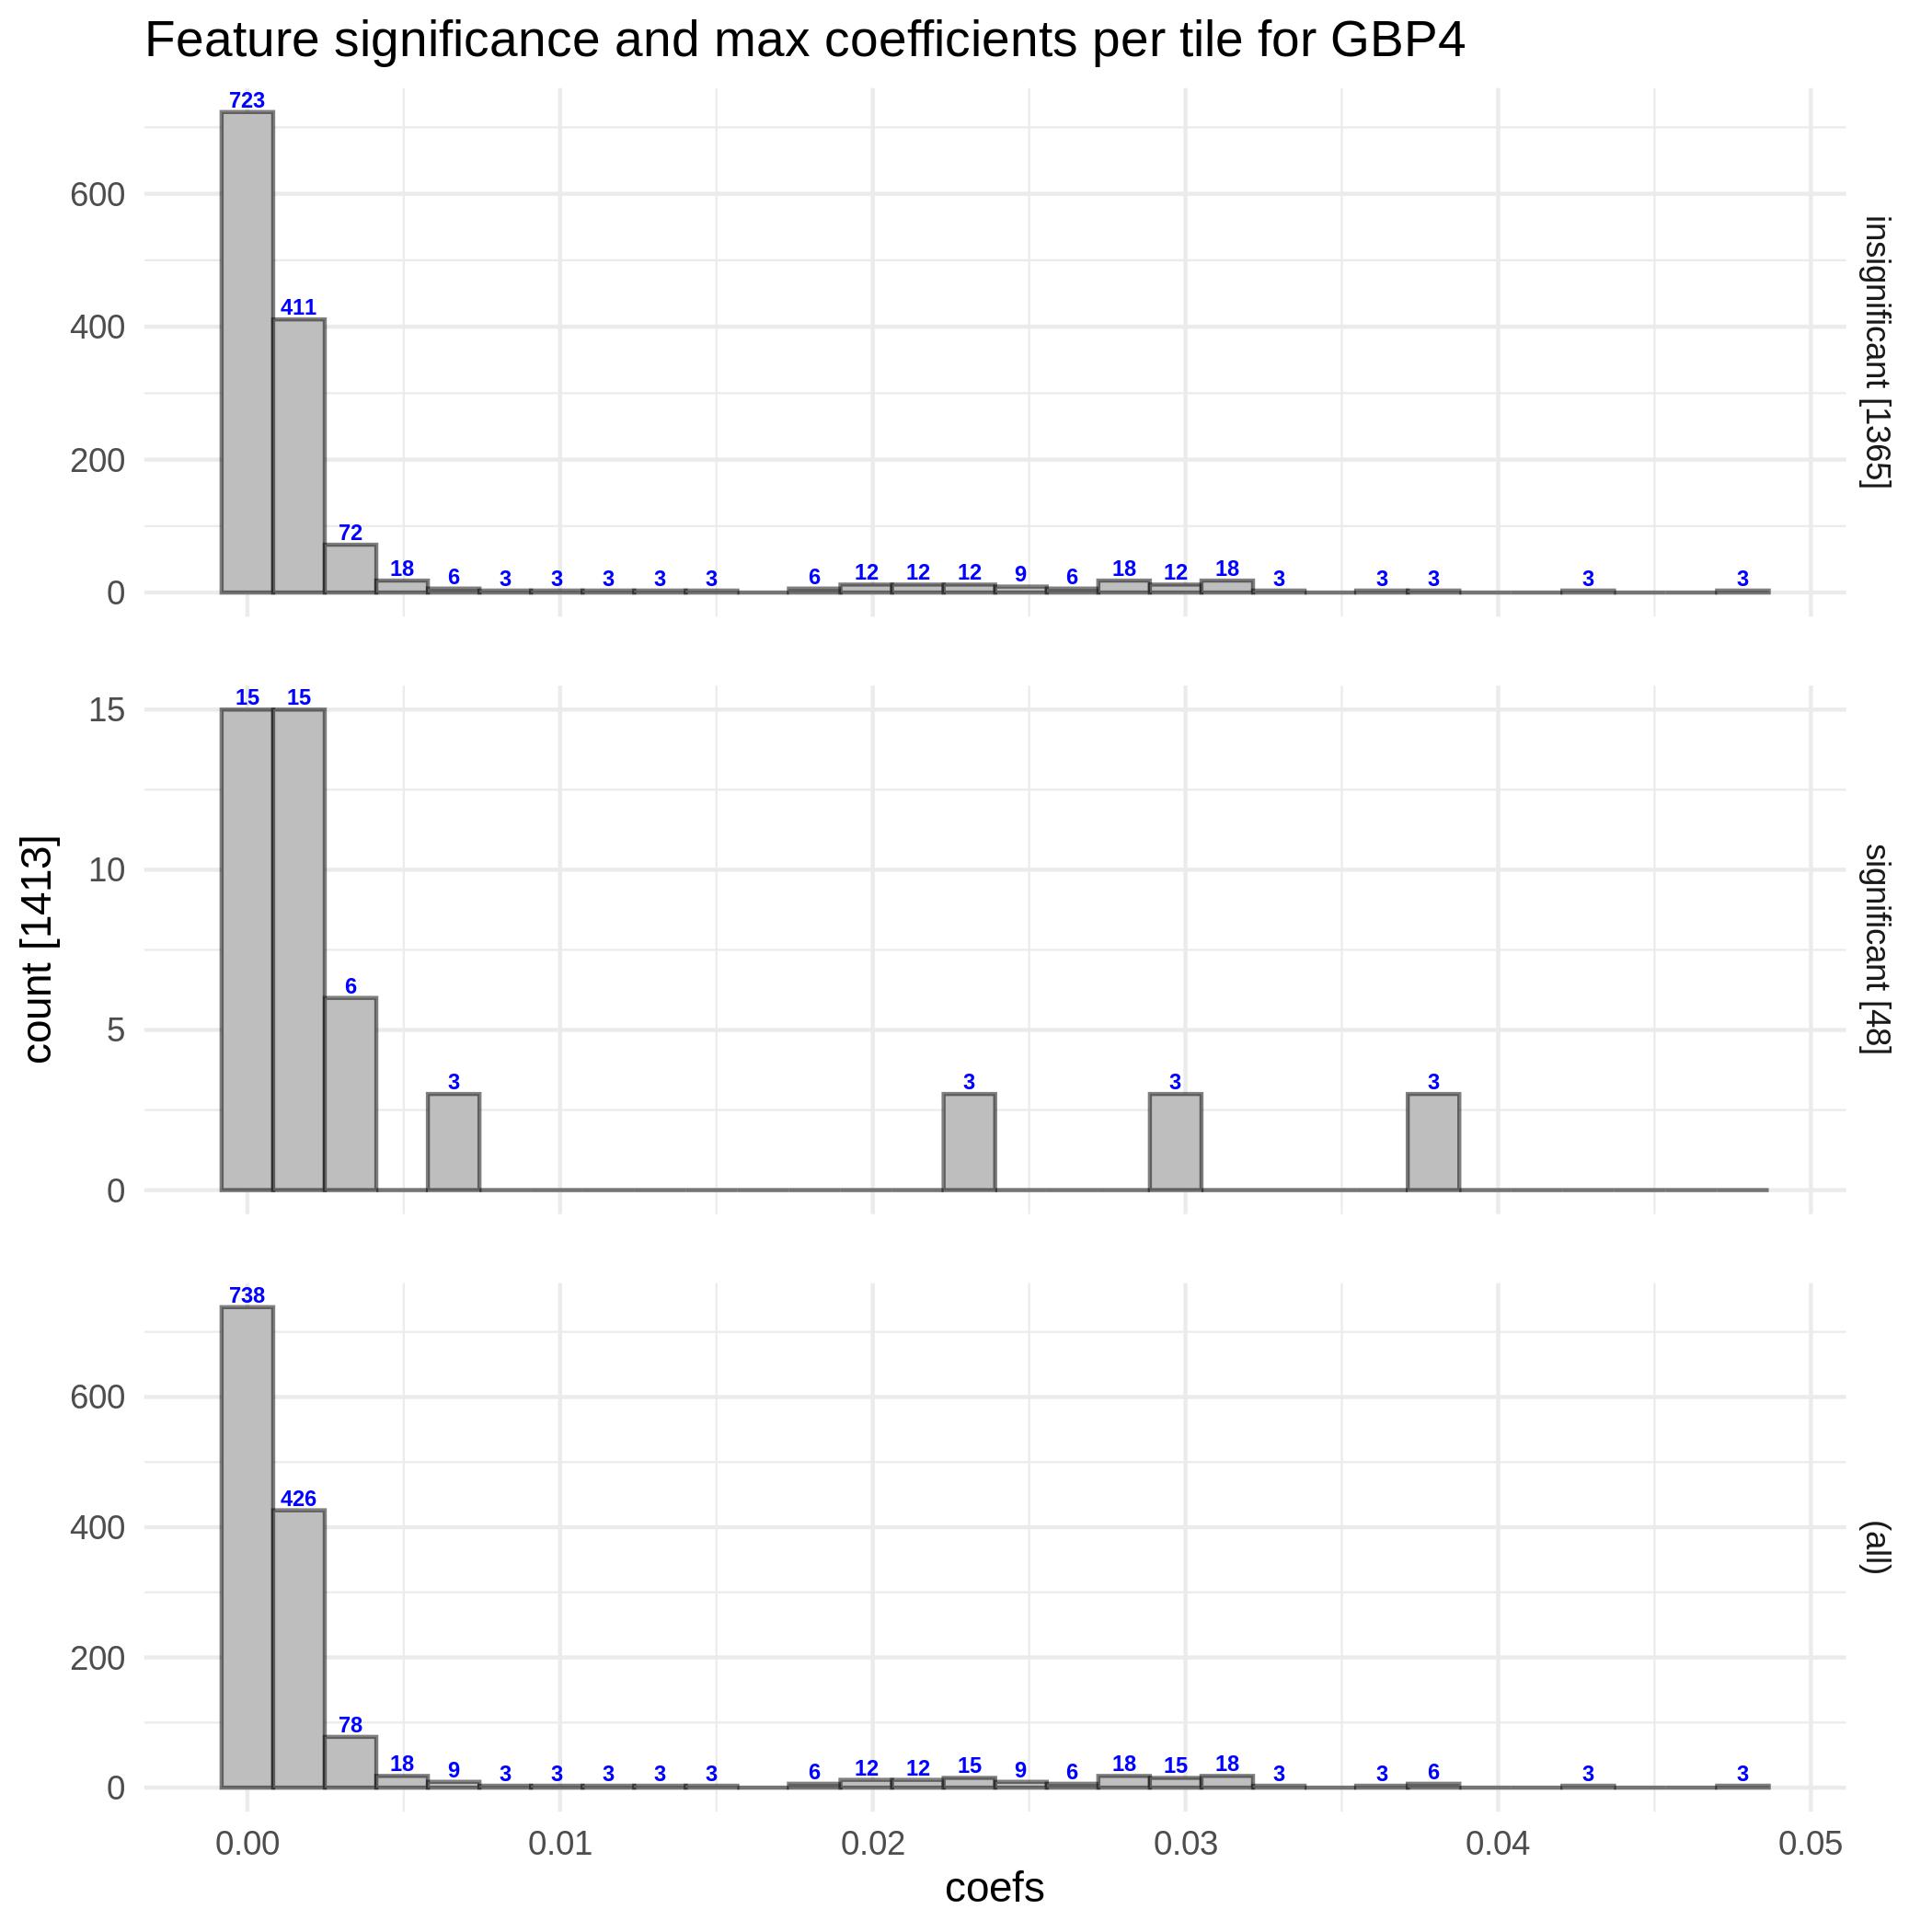 Feature significance and max coefficients per tile for GBP4
723
411
72
18 6 3 3 3 3 3 6 12 12 12 9 6 18 12 18 3 3 3 3 3
600
400
200
0
insignificant [1365]
15 15
6
3 3 3 3
15
10
5
0
significant [48]
count [1413]
738
426
78
18 9 3 3 3 3 3 6 12 12 15 9 6 18 15 18 3 3 6 3 3
600
400
200
0
(all)
0.00 0.01 0.02 0.03 0.04 0.05
coefs